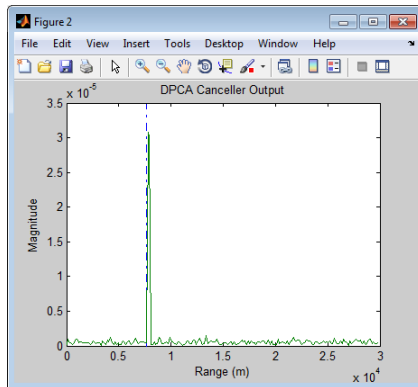 Figure 2
File Edit View Insert Tools Desktop Window Help
x 10^-5
DPCA Canceller Output
3.5
3
2.5
2
1.5
1
0.5
0
Magnitude
0 0.5 1 1.5 2 2.5 3
Range (m)
x 10^4